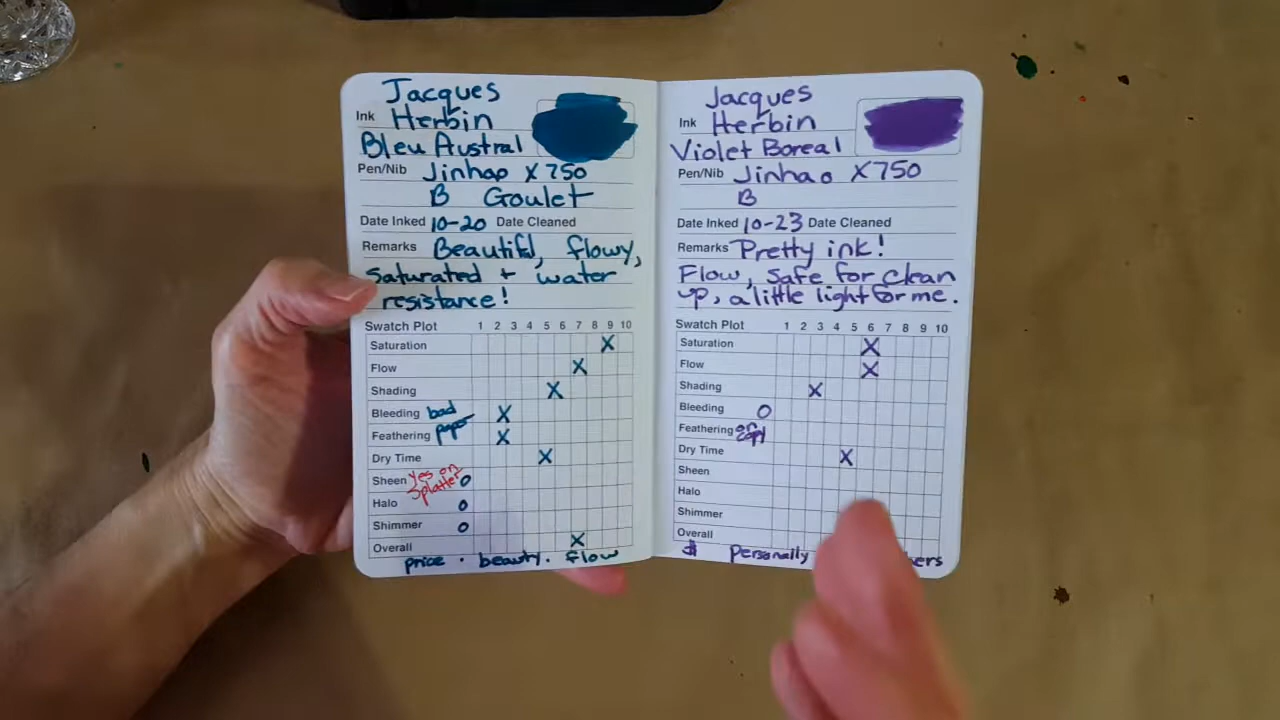 Jacques
Ink Herbin
Bleu Austral
Pen/Nib Jinhao X750
B Goulet
Date Inked 10-20 Date Cleaned
Remarks Beautiful, flowy,
saturated + water
resistance!
Swatch Plot 1 2 3 4 5 6 7 8 9 10
Saturation X
Flow X
Shading X
Bleeding bad X
Feathering paper X
Dry Time X
Sheen yes on splatter O
Halo O
Shimmer O
Overall X
price . beauty . flow
Jacques
Ink Herbin
Violet Boreal
Pen/Nib Jinhao X750
B
Date Inked 10-23 Date Cleaned
Remarks Pretty ink!
Flow, safe for clean
up, a little light for me.
Swatch Plot 1 2 3 4 5 6 7 8 9 10
Saturation X
Flow X
Shading X
Bleeding O
Feathering on copy
Dry Time X
Sheen
Halo
Shimmer
Overall
$ personally